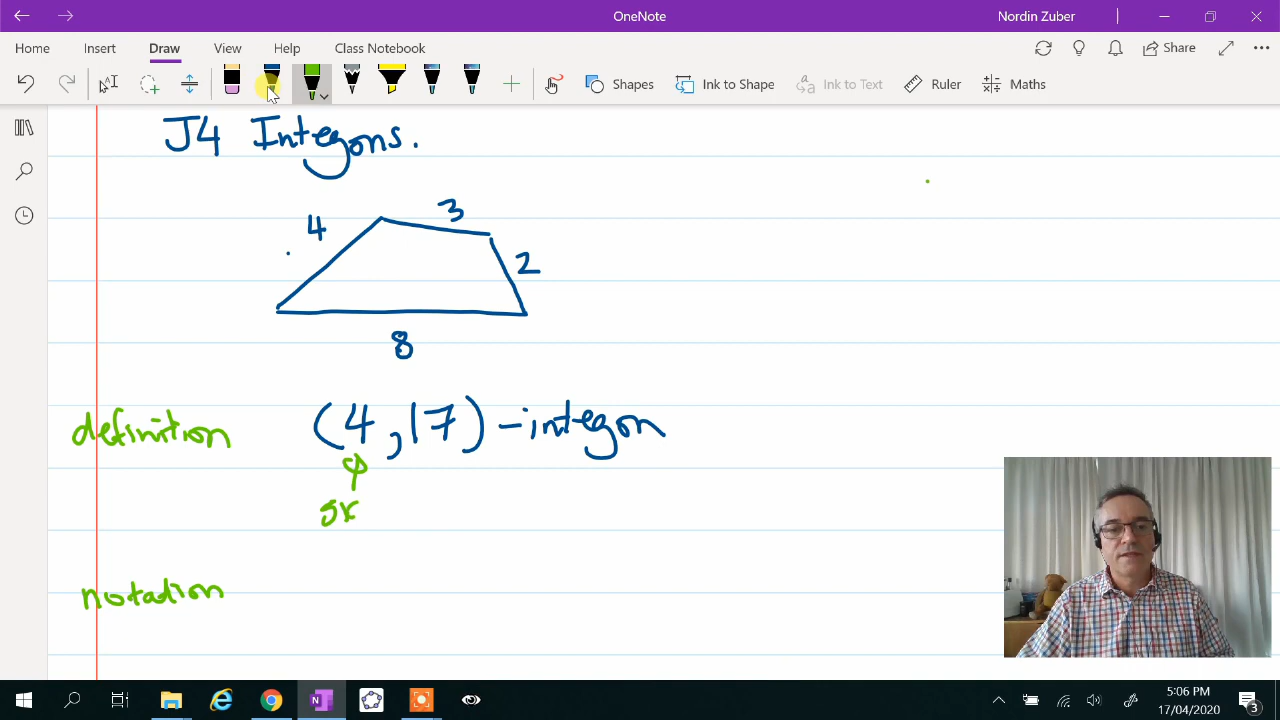 OneNote
Nordin Zuber
Home Insert Draw View Help Class Notebook
Share
Shapes Ink to Shape Ink to Text Ruler Maths
J4 Integons.
4 3
2
8
definition (4,17)-integon
notation
5:06 PM
17/04/2020
3